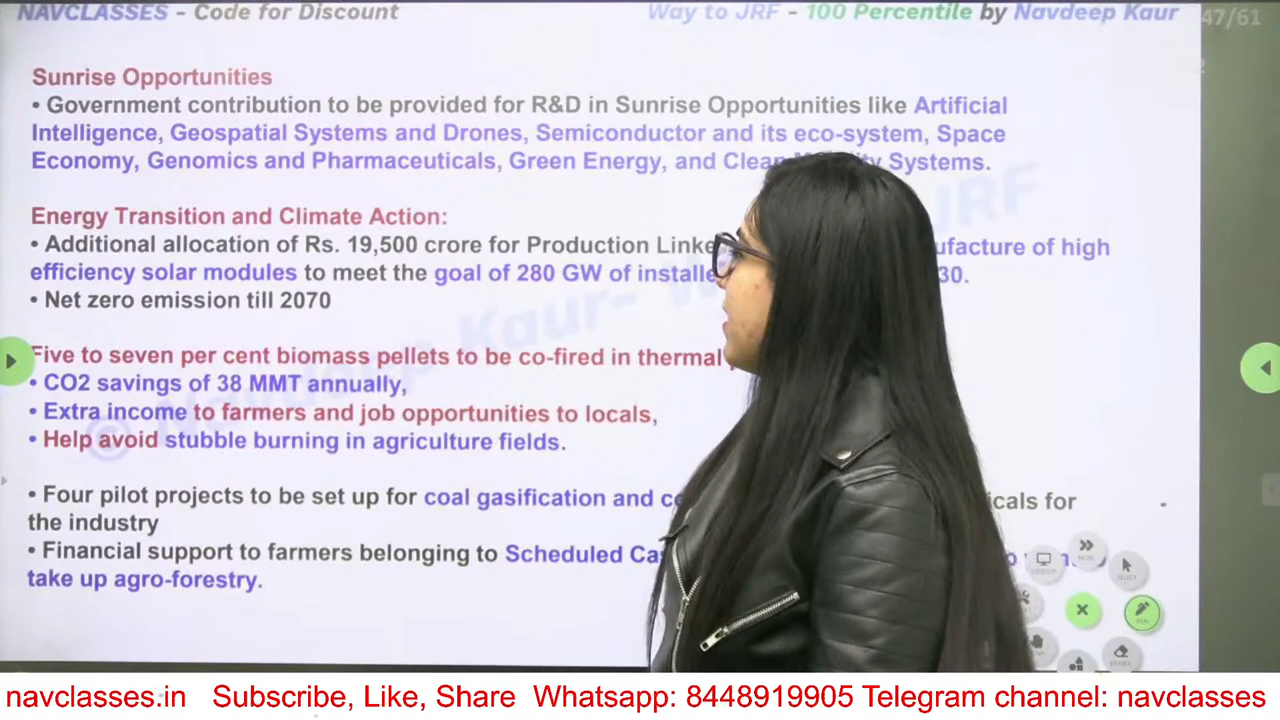 NAVCLASSES - Code for Discount
Way to JRF - 100 Percentile by Navdeep Kaur
47/61
Sunrise Opportunities
• Government contribution to be provided for R&D in Sunrise Opportunities like Artificial
Intelligence, Geospatial Systems and Drones, Semiconductor and its eco-system, Space
Economy, Genomics and Pharmaceuticals, Green Energy, and Clean Systems.
Energy Transition and Climate Action:
• Additional allocation of Rs. 19,500 crore for Production of high
efficiency solar modules to meet the goal of 280 GW of 30.
• Net zero emission till 2070
Five to seven per cent biomass pellets to be co-fired in thermal
• CO2 savings of 38 MMT annually,
• Extra income to farmers and job opportunities to locals,
• Help avoid stubble burning in agriculture fields.
• Four pilot projects to be set up for coal gasification and for
the industry
• Financial support to farmers belonging to Scheduled
take up agro-forestry.
© Navdeep Kaur- JRF
SELECT
navclasses.in Subscribe, Like, Share Whatsapp: 8448919905 Telegram channel: navclasses